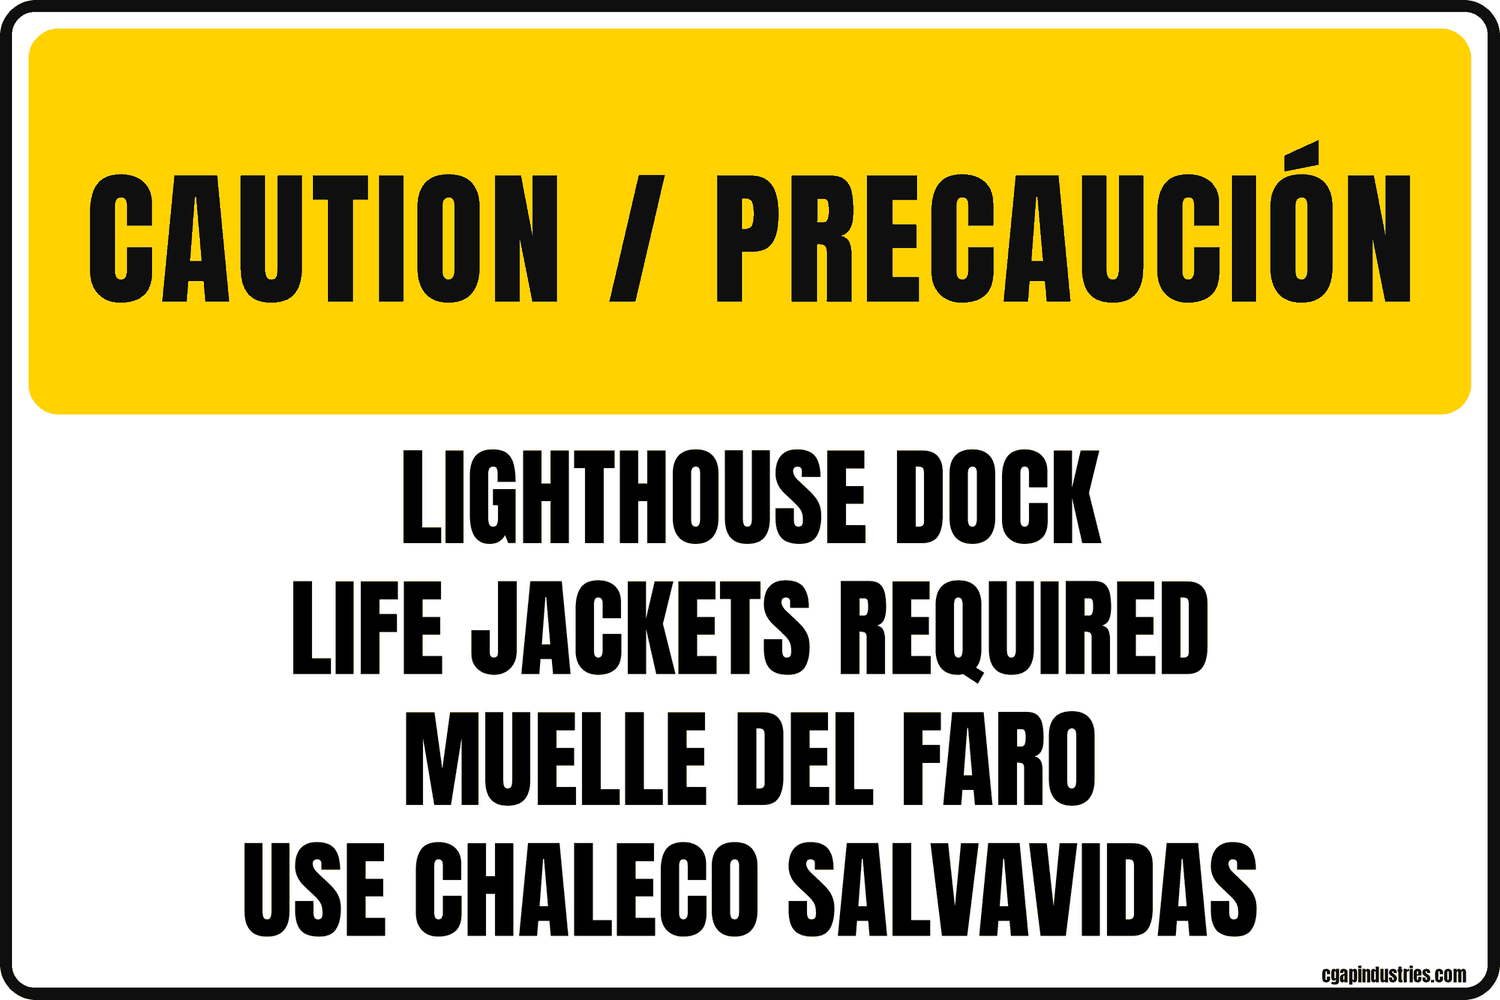 CAUTION / PRECAUCIÓN
LIGHTHOUSE DOCK
LIFE JACKETS REQUIRED
MUELLE DEL FARO
USE CHALECO SALVAVIDAS
cgapindustries.com